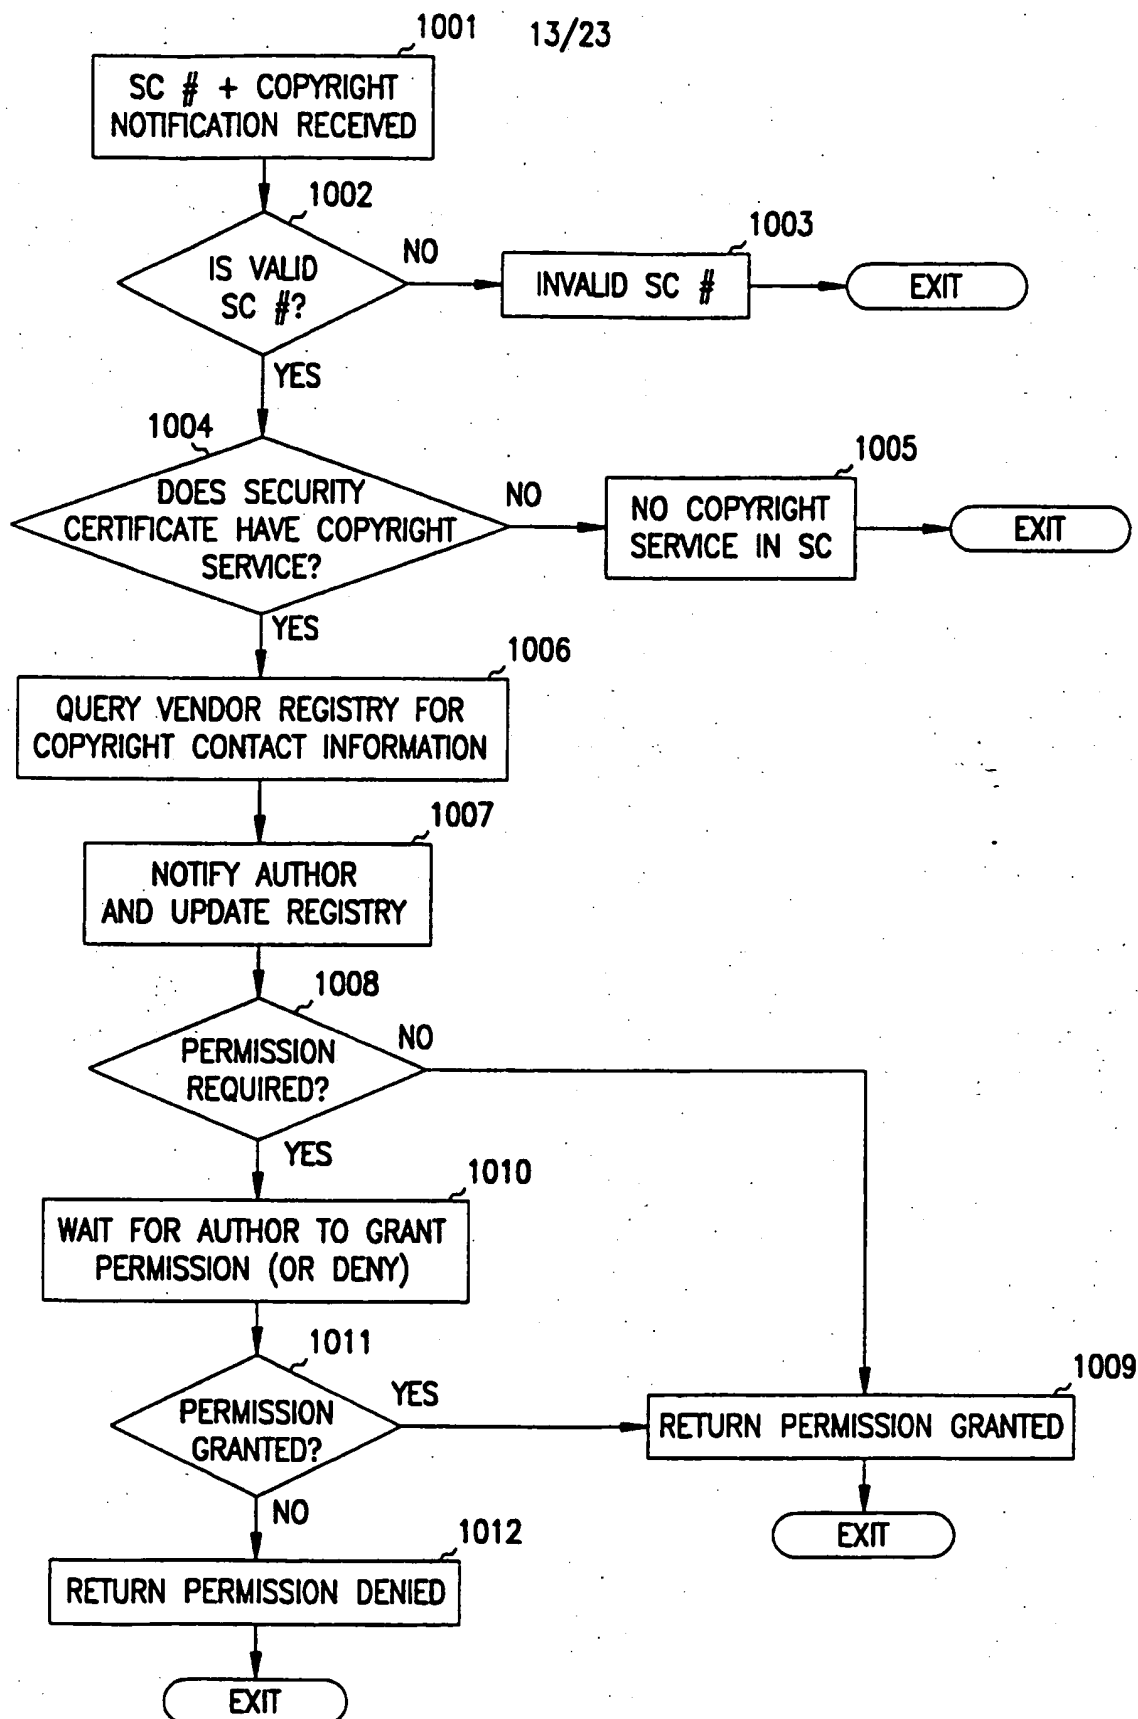 1001
13/23
SC # + COPYRIGHT
NOTIFICATION RECEIVED
1002
IS VALID
SC #?
NO
1003
INVALID SC #
EXIT
YES
1004
DOES SECURITY
CERTIFICATE HAVE COPYRIGHT
SERVICE?
NO
1005
NO COPYRIGHT
SERVICE IN SC
EXIT
YES
1006
QUERY VENDOR REGISTRY FOR
COPYRIGHT CONTACT INFORMATION
1007
NOTIFY AUTHOR
AND UPDATE REGISTRY
1008
PERMISSION
REQUIRED?
NO
YES
1010
WAIT FOR AUTHOR TO GRANT
PERMISSION (OR DENY)
1011
PERMISSION
GRANTED?
YES
1009
RETURN PERMISSION GRANTED
EXIT
NO
1012
RETURN PERMISSION DENIED
EXIT